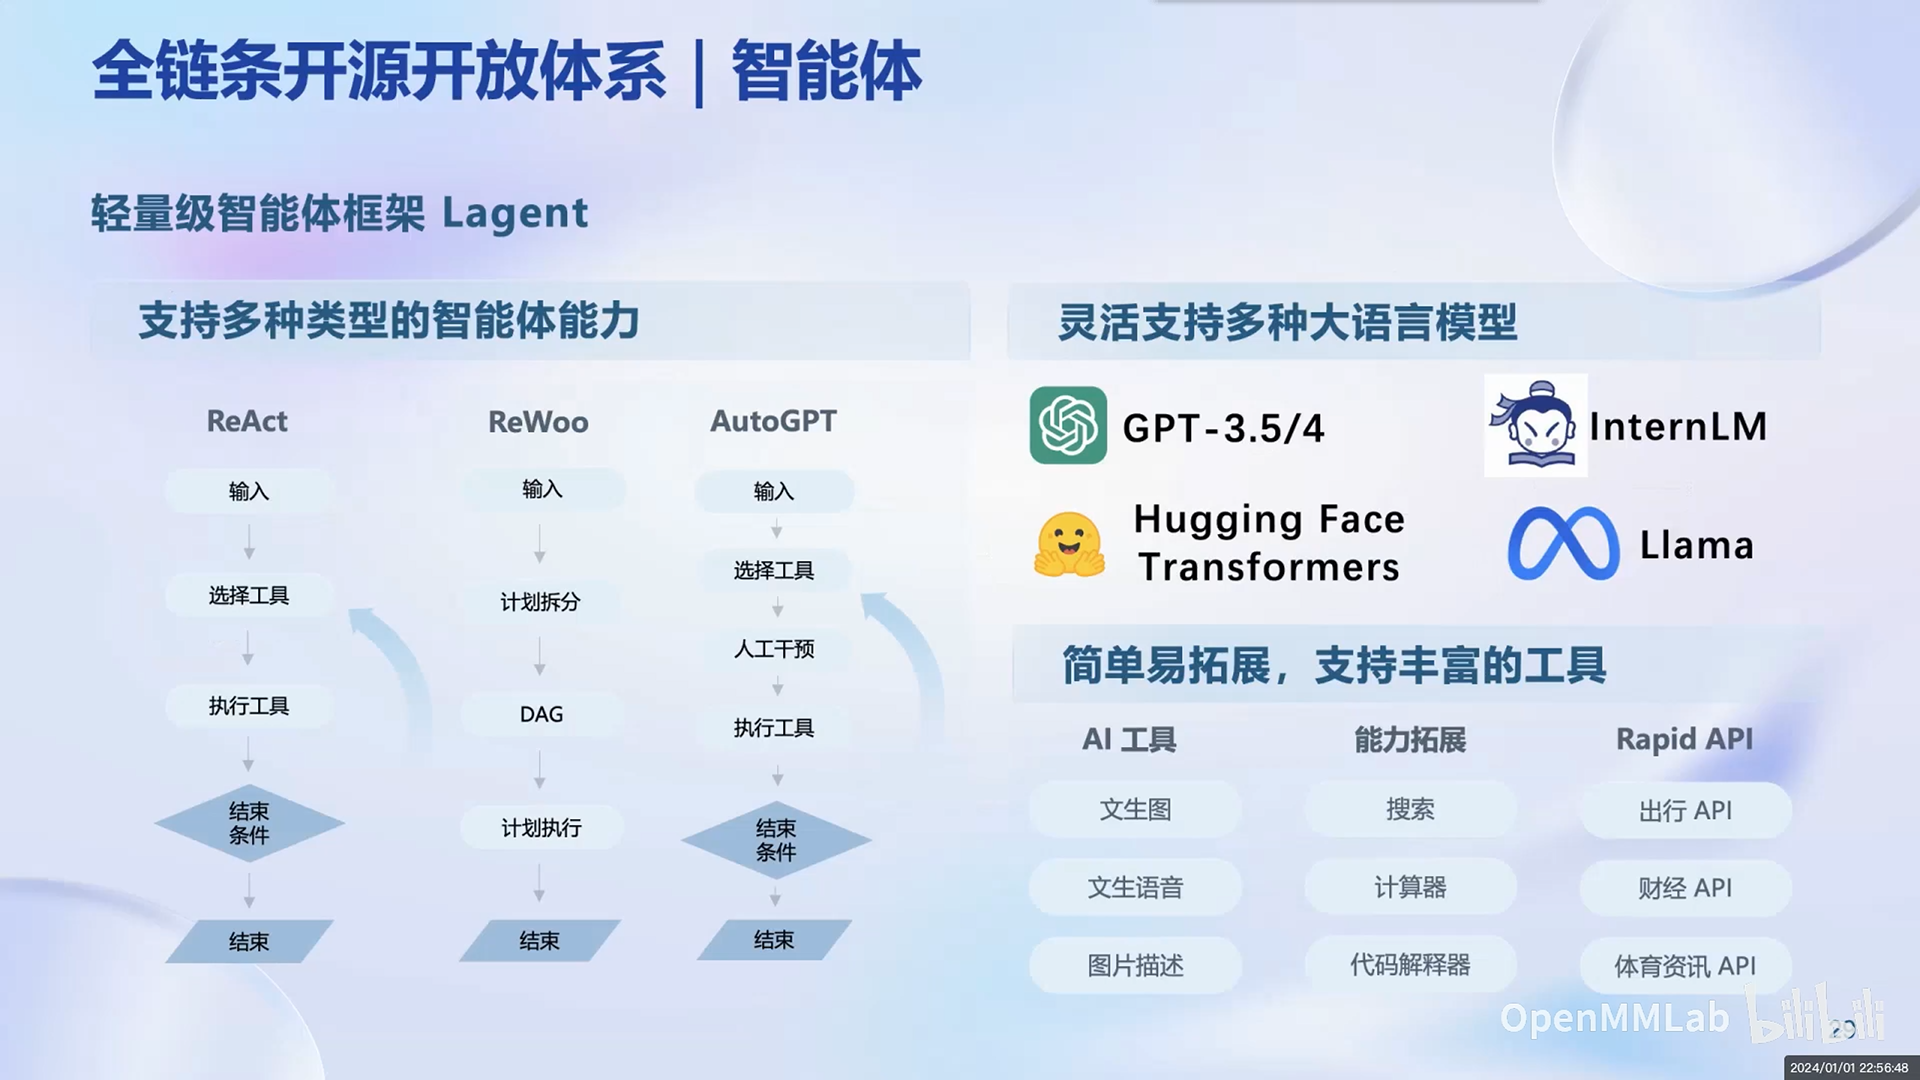 全链条开源开放体系 | 智能体
轻量级智能体框架 Lagent
支持多种类型的智能体能力
ReAct
输入
选择工具
执行工具
结束
条件
结束
ReWoo
输入
计划拆分
DAG
计划执行
结束
AutoGPT
输入
选择工具
人工干预
执行工具
结束
条件
结束
灵活支持多种大语言模型
GPT-3.5/4
InternLM
Hugging Face
Transformers
Llama
简单易拓展，支持丰富的工具
AI 工具
文生图
文生语音
图片描述
能力拓展
搜索
计算器
代码解释器
Rapid API
出行 API
财经 API
体育资讯 API
OpenMMLab
bilibili
29
2024/01/01 22:56:48